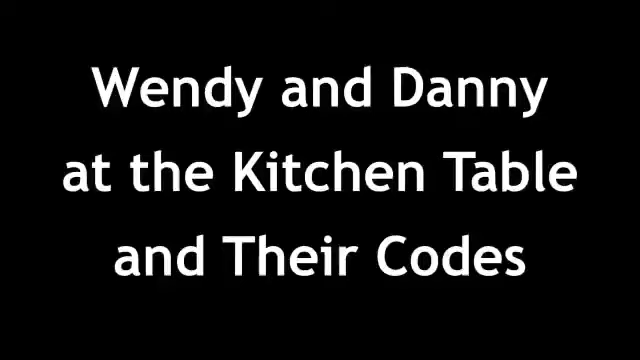 Wendy and Danny
at the Kitchen Table
and Their Codes